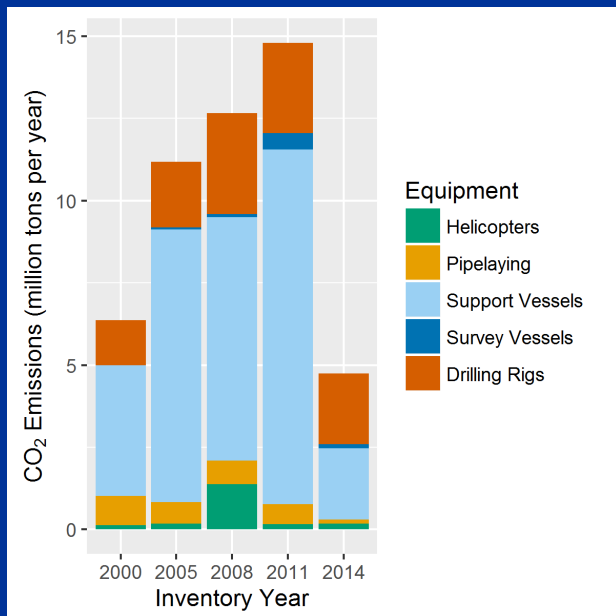 CO2 Emissions (million tons per year)
15
10
5
0
2000 2005 2008 2011 2014
Inventory Year
Equipment
Helicopters
Pipelaying
Support Vessels
Survey Vessels
Drilling Rigs